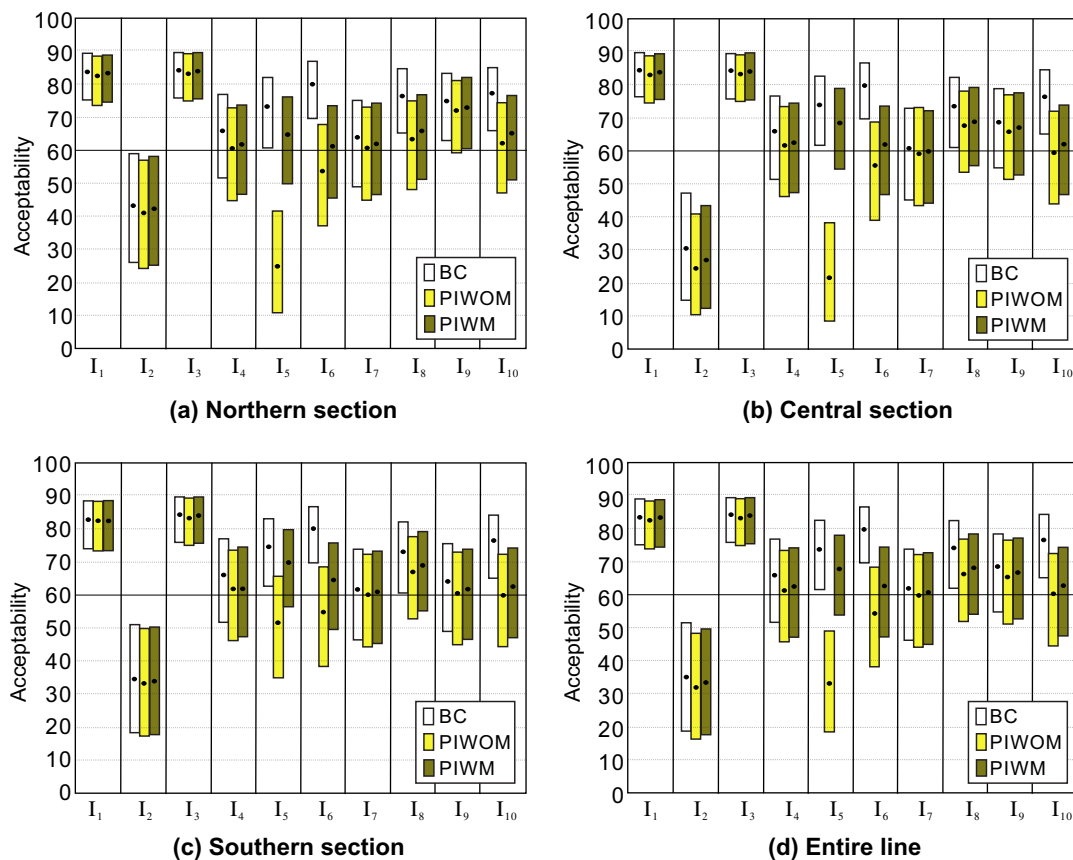 100
90
80
70
60
50
40
30
20
10
0
Acceptability
BC
PIWOM
PIWM
I₁ I₂ I₃ I₄ I₅ I₆ I₇ I₈ I₉ I₁₀
(a) Northern section
100
90
80
70
60
50
40
30
20
10
0
Acceptability
BC
PIWOM
PIWM
I₁ I₂ I₃ I₄ I₅ I₆ I₇ I₈ I₉ I₁₀
(b) Central section
100
90
80
70
60
50
40
30
20
10
0
Acceptability
BC
PIWOM
PIWM
I₁ I₂ I₃ I₄ I₅ I₆ I₇ I₈ I₉ I₁₀
(c) Southern section
100
90
80
70
60
50
40
30
20
10
0
Acceptability
BC
PIWOM
PIWM
I₁ I₂ I₃ I₄ I₅ I₆ I₇ I₈ I₉ I₁₀
(d) Entire line